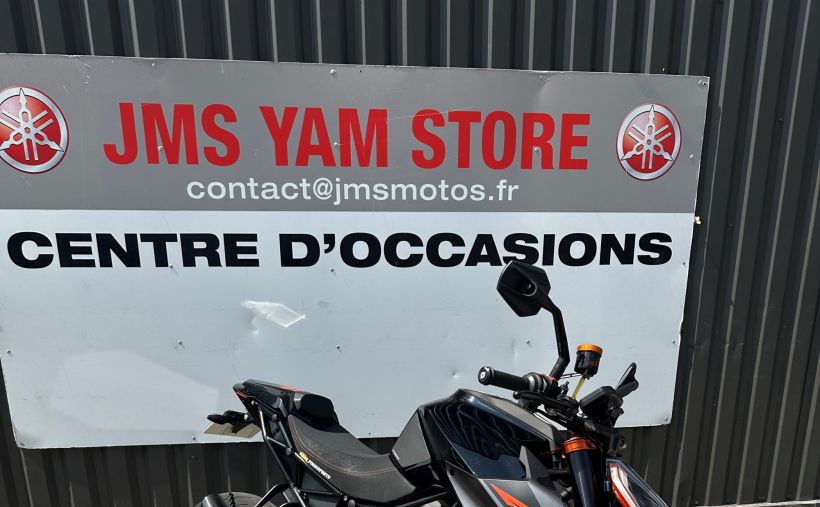 JMS YAM STORE
contact@jmsmotos.fr
CENTRE D'OCCASIONS